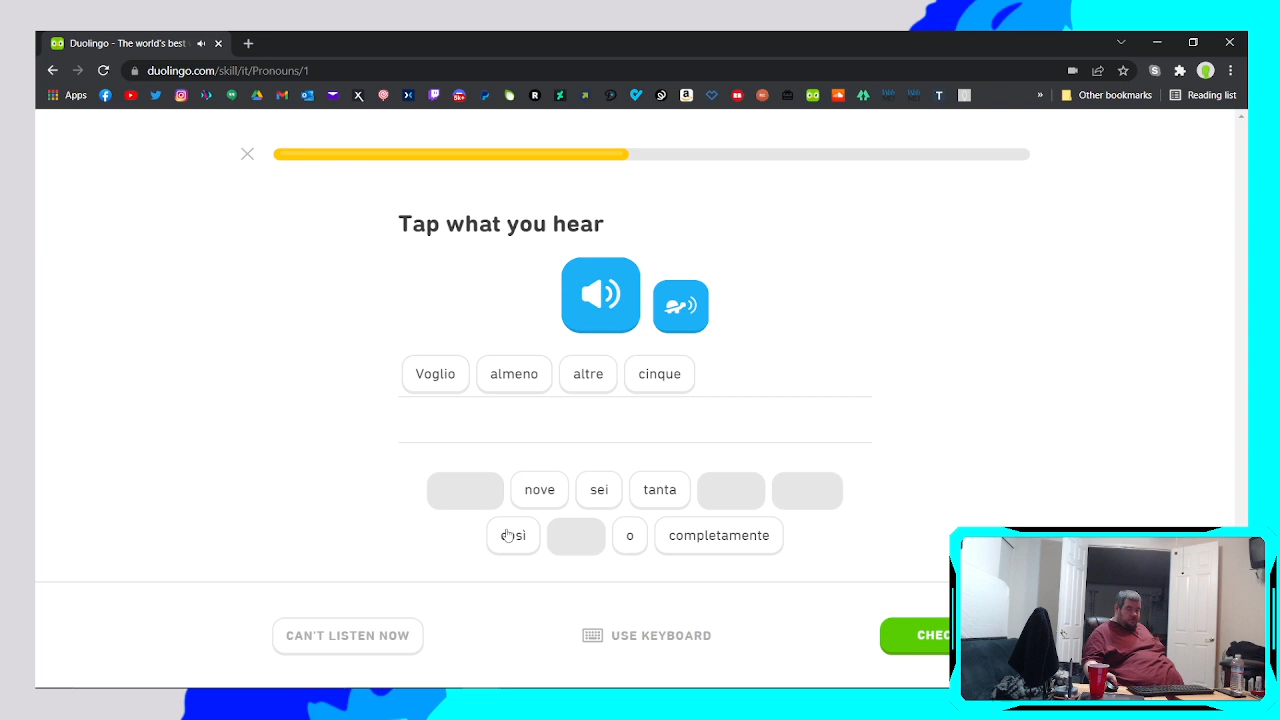 Duolingo - The world's best
duolingo.com/skill/it/Pronouns/1
Apps
»
Other bookmarks
Reading list
Tap what you hear
Voglio almeno altre cinque
nove sei tanta
o completamente
CAN'T LISTEN NOW
USE KEYBOARD
CHEC